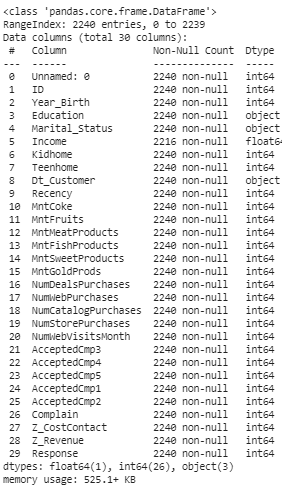 <class 'pandas.core.frame.DataFrame'>
RangeIndex: 2240 entries, 0 to 2239
Data columns (total 30 columns):
 #   Column               Non-Null Count  Dtype
---  ------               --------------  -----
 0   Unnamed: 0           2240 non-null   int64
 1   ID                   2240 non-null   int64
 2   Year_Birth           2240 non-null   int64
 3   Education            2240 non-null   object
 4   Marital_Status       2240 non-null   object
 5   Income               2216 non-null   float64
 6   Kidhome              2240 non-null   int64
 7   Teenhome             2240 non-null   int64
 8   Dt_Customer          2240 non-null   object
 9   Recency              2240 non-null   int64
 10  MntCoke              2240 non-null   int64
 11  MntFruits            2240 non-null   int64
 12  MntMeatProducts      2240 non-null   int64
 13  MntFishProducts      2240 non-null   int64
 14  MntSweetProducts     2240 non-null   int64
 15  MntGoldProds         2240 non-null   int64
 16  NumDealsPurchases    2240 non-null   int64
 17  NumWebPurchases      2240 non-null   int64
 18  NumCatalogPurchases  2240 non-null   int64
 19  NumStorePurchases    2240 non-null   int64
 20  NumWebVisitsMonth    2240 non-null   int64
 21  AcceptedCmp3         2240 non-null   int64
 22  AcceptedCmp4         2240 non-null   int64
 23  AcceptedCmp5         2240 non-null   int64
 24  AcceptedCmp1         2240 non-null   int64
 25  AcceptedCmp2         2240 non-null   int64
 26  Complain             2240 non-null   int64
 27  Z_CostContact        2240 non-null   int64
 28  Z_Revenue            2240 non-null   int64
 29  Response             2240 non-null   int64
dtypes: float64(1), int64(26), object(3)
memory usage: 525.1+ KB